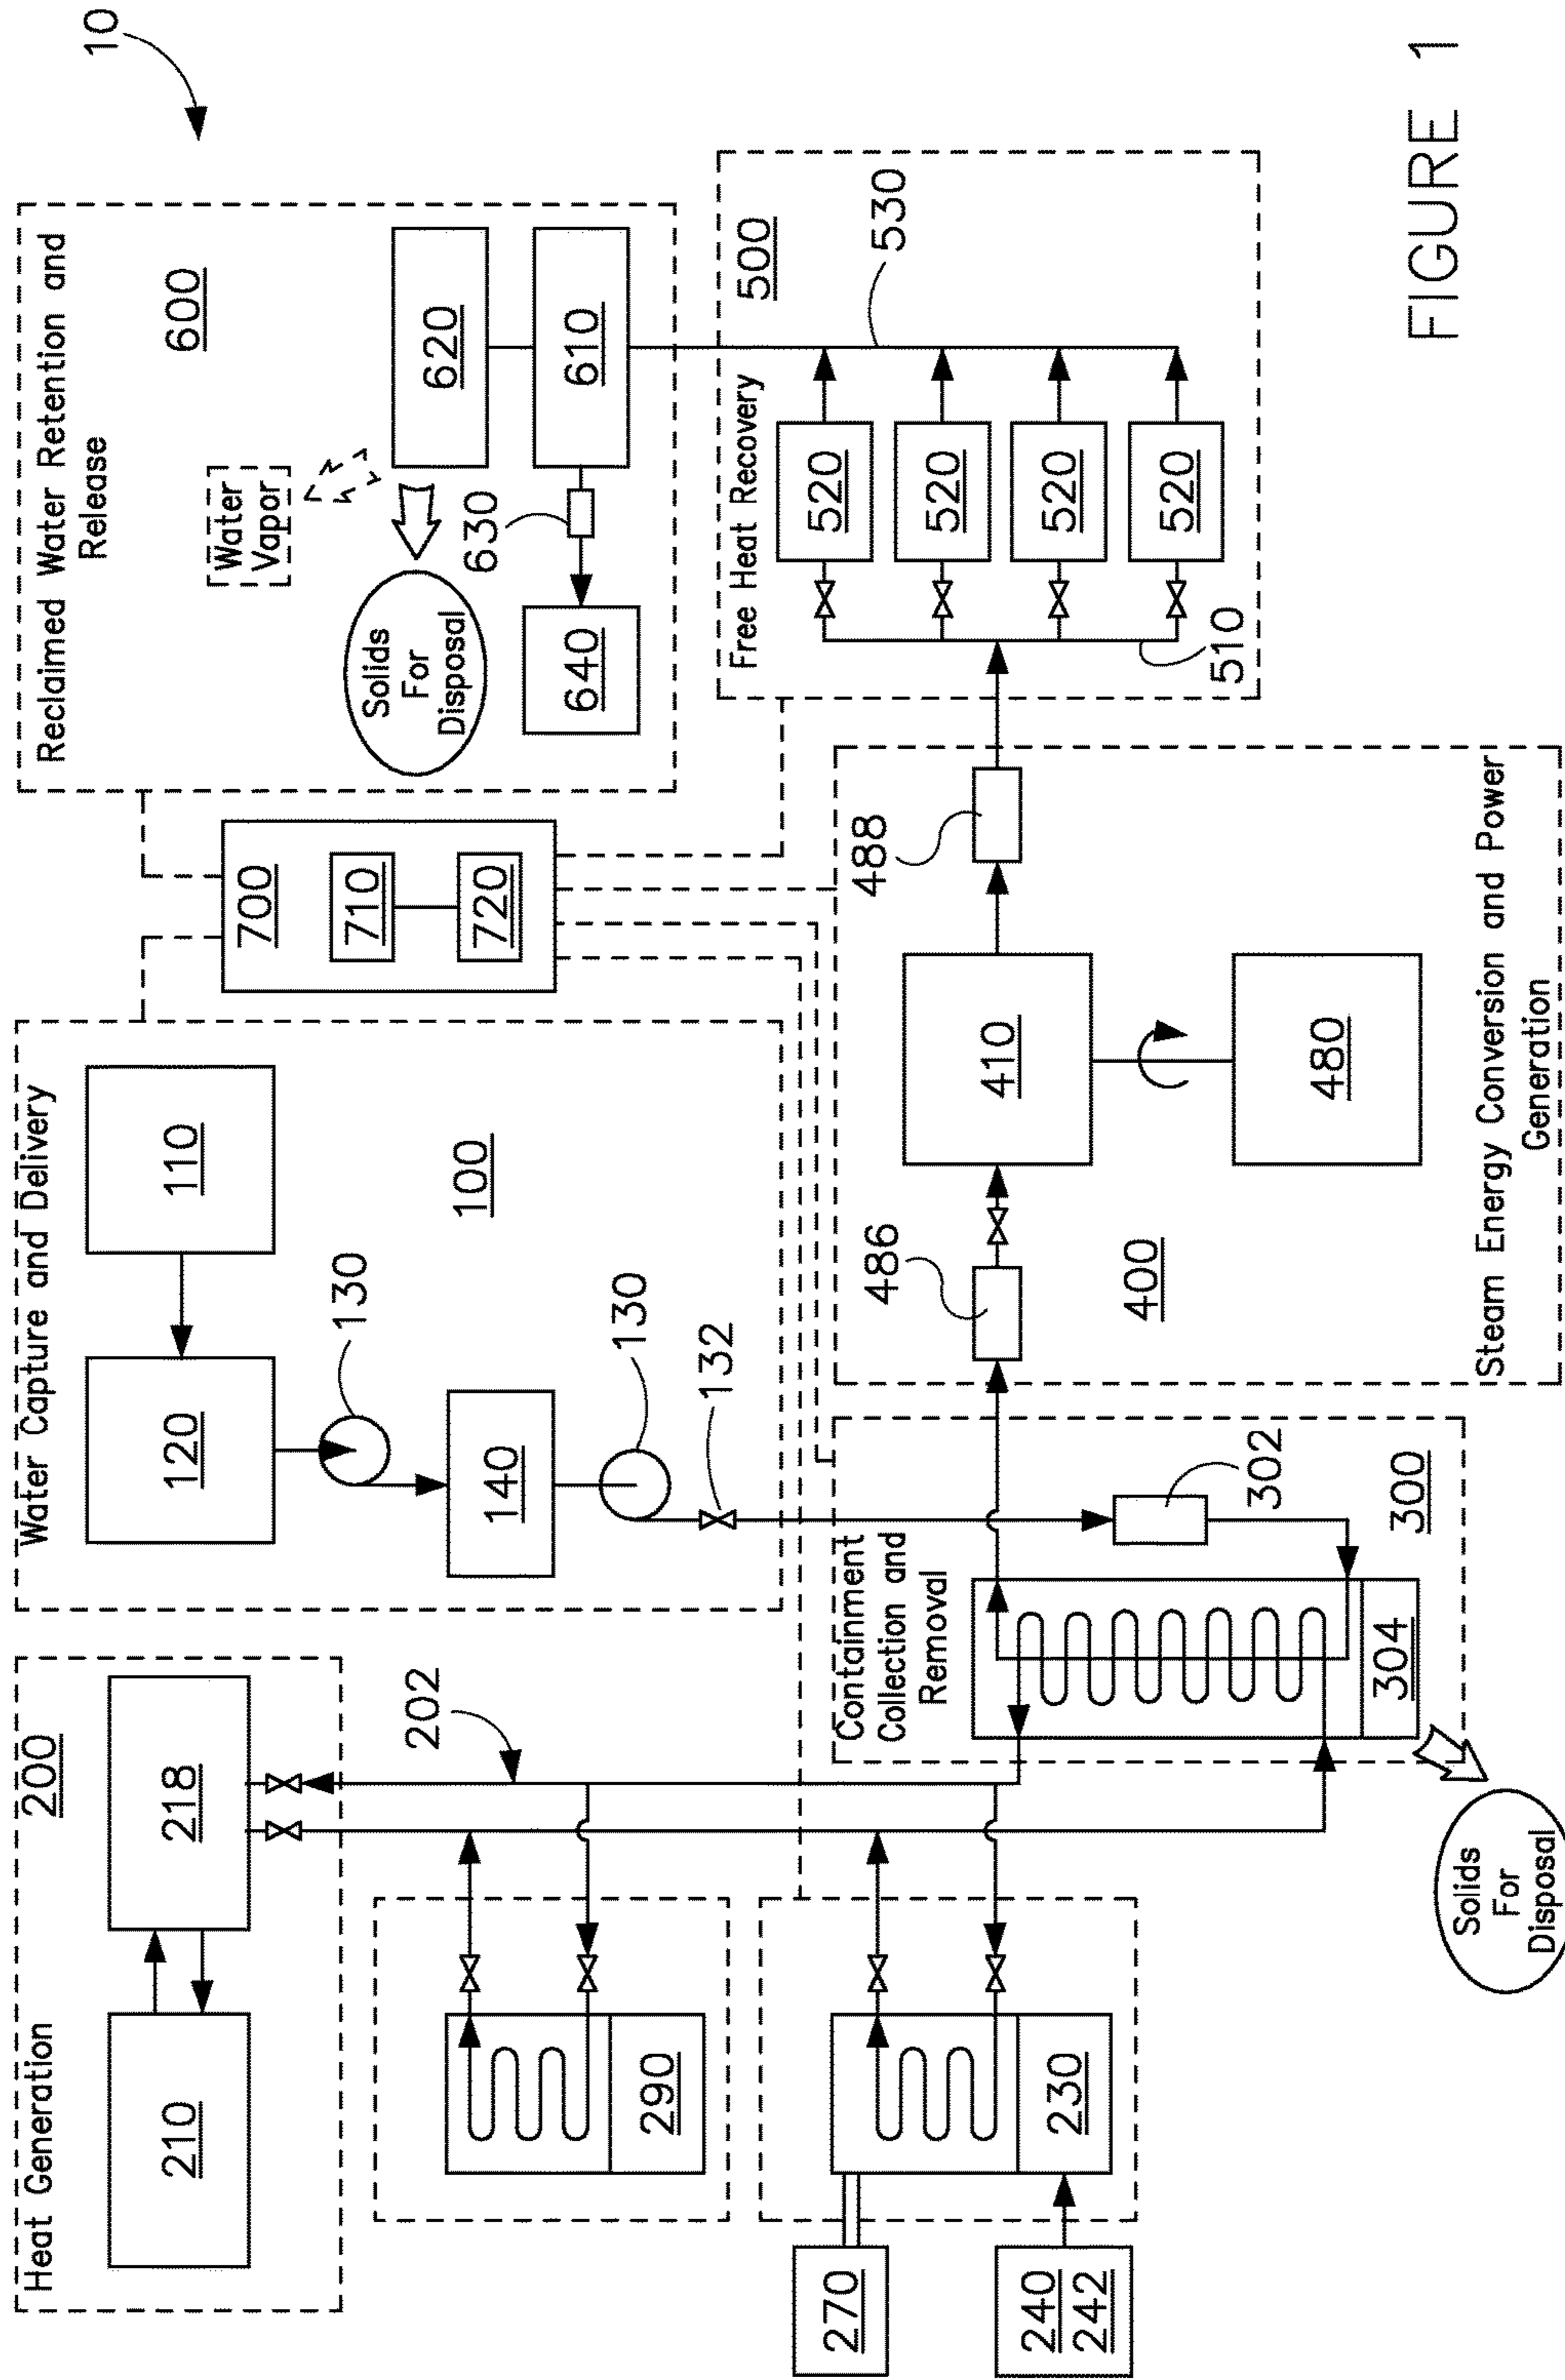 10
Heat Generation
200
210
218
202
290
270
240
242
230
Water Capture and Delivery
110
120
130
140
130
132
100
700
710
720
Reclaimed Water Retention and
Release
600
Water
Vapor
620
610
630
640
Solids
For
Disposal
Containment
Collection and
Removal
302
300
304
Solids
For
Disposal
486
400
410
480
488
Steam Energy Conversion and Power
Generation
Free Heat Recovery
500
510
520
520
520
520
530
FIGURE 1